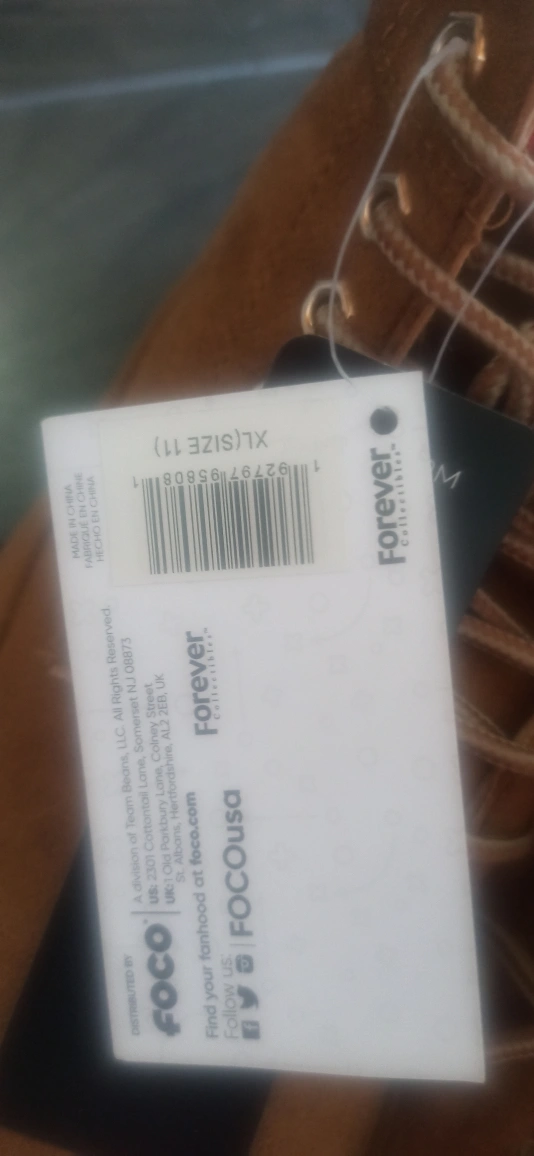 DISTRIBUTED BY
FOCO
A division of Team Beans, LLC. All Rights Reserved.
US: 2301 Cottontail Lane, Somerset NJ 08873
UK: 1 Old Parkbury Lane, Colney Street,
St. Albans, Hertfordshire, AL2 2EB, UK
Find your fanhood at foco.com
Follow us:
FOCOusa
Forever
Collectibles™
MADE IN CHINA
FABRIQUÉ EN CHINE
HECHO EN CHINA
XL(SIZE 11)
1 92797 95808 1
Forever
Collectibles™